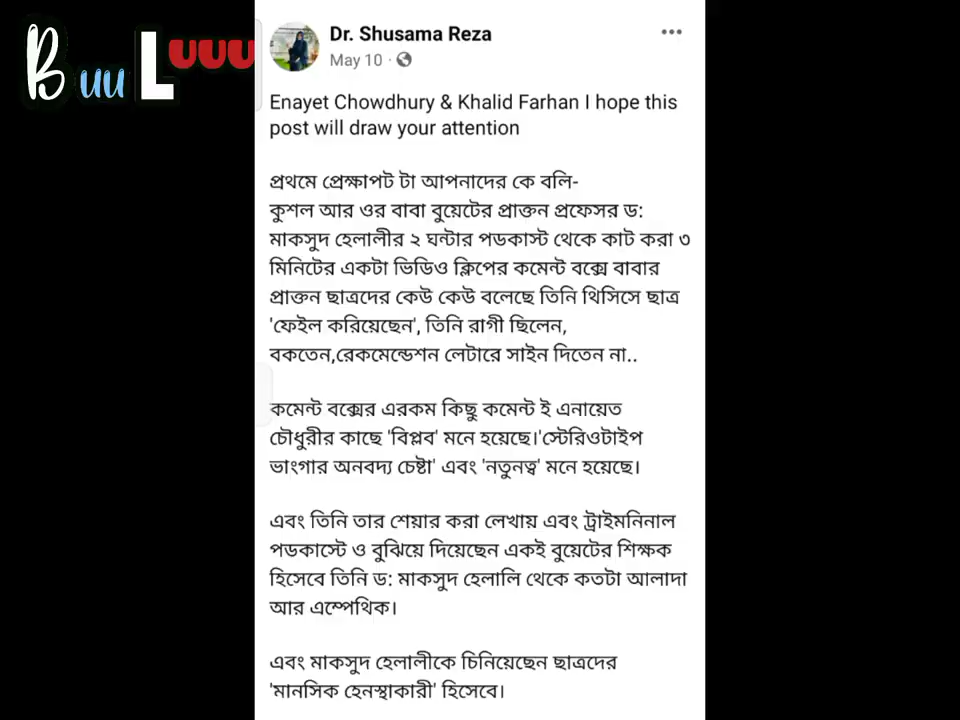 Buu Luuu
Dr. Shusama Reza
May 10
Enayet Chowdhury & Khalid Farhan I hope this
post will draw your attention
প্রথমে প্রেক্ষাপট টা আপনাদের কে বলি-
কুশল আর ওর বাবা বুয়েটের প্রাক্তন প্রফেসর ড:
মাকসুদ হেলালীর ২ ঘন্টার পডকাস্ট থেকে কাট করা ৩
মিনিটের একটা ভিডিও ক্লিপের কমেন্ট বক্সে বাবার
প্রাক্তন ছাত্রদের কেউ কেউ বলেছে তিনি থিসিসে ছাত্র
'ফেইল করিয়েছেন', তিনি রাগী ছিলেন,
বকতেন,রেকমেন্ডেশন লেটারে সাইন দিতেন না..
কমেন্ট বক্সের এরকম কিছু কমেন্ট ই এনায়েত
চৌধুরীর কাছে 'বিপ্লব' মনে হয়েছে।'স্টেরিওটাইপ
ভাংগার অনবদ্য চেষ্টা' এবং 'নতুনত্ব' মনে হয়েছে।
এবং তিনি তার শেয়ার করা লেখায় এবং ট্রাইমনিনাল
পডকাস্টে ও বুঝিয়ে দিয়েছেন একই বুয়েটের শিক্ষক
হিসেবে তিনি ড: মাকসুদ হেলালি থেকে কতটা আলাদা
আর এম্পেথিক।
এবং মাকসুদ হেলালীকে চিনিয়েছেন ছাত্রদের
'মানসিক হেনস্থাকারী' হিসেবে।